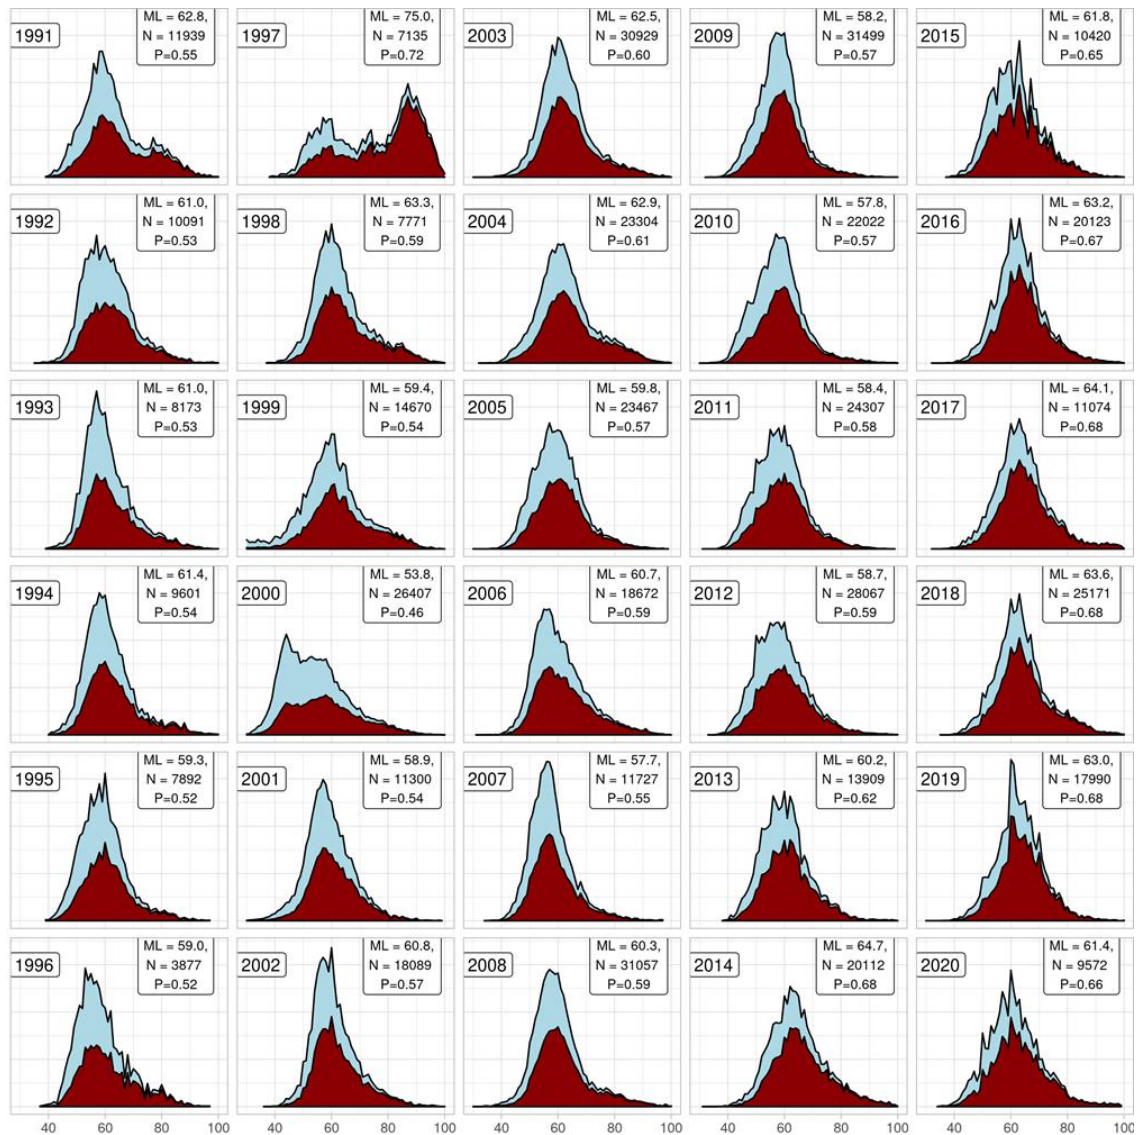 1991
ML = 62.8,
N = 11939
P=0.55
1997
ML = 75.0,
N = 7135
P=0.72
2003
ML = 62.5,
N = 30929
P=0.60
2009
ML = 58.2,
N = 31499
P=0.57
2015
ML = 61.8,
N = 10420
P=0.65
1992
ML = 61.0,
N = 10091
P=0.53
1998
ML = 63.3,
N = 7771
P=0.59
2004
ML = 62.9,
N = 23304
P=0.61
2010
ML = 57.8,
N = 22022
P=0.57
2016
ML = 63.2,
N = 20123
P=0.67
1993
ML = 61.0,
N = 8173
P=0.53
1999
ML = 59.4,
N = 14670
P=0.54
2005
ML = 59.8,
N = 23467
P=0.57
2011
ML = 58.4,
N = 24307
P=0.58
2017
ML = 64.1,
N = 11074
P=0.68
1994
ML = 61.4,
N = 9601
P=0.54
2000
ML = 53.8,
N = 26407
P=0.46
2006
ML = 60.7,
N = 18672
P=0.59
2012
ML = 58.7,
N = 28067
P=0.59
2018
ML = 63.6,
N = 25171
P=0.68
1995
ML = 59.3,
N = 7892
P=0.52
2001
ML = 58.9,
N = 11300
P=0.54
2007
ML = 57.7,
N = 11727
P=0.55
2013
ML = 60.2,
N = 13909
P=0.62
2019
ML = 63.0,
N = 17990
P=0.68
1996
ML = 59.0,
N = 3877
P=0.52
2002
ML = 60.8,
N = 18089
P=0.57
2008
ML = 60.3,
N = 31057
P=0.59
2014
ML = 64.7,
N = 20112
P=0.68
2020
ML = 61.4,
N = 9572
P=0.66
40 60 80 100 40 60 80 100 40 60 80 100 40 60 80 100 40 60 80 100